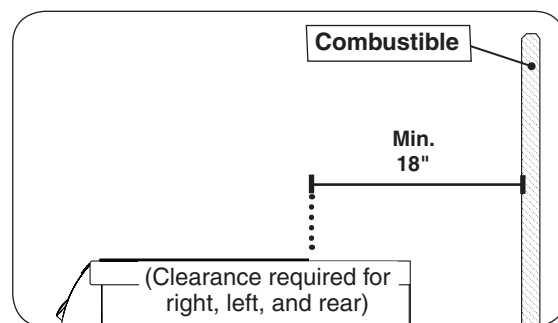 Combustible
Min.
18"
(Clearance required for
right, left, and rear)